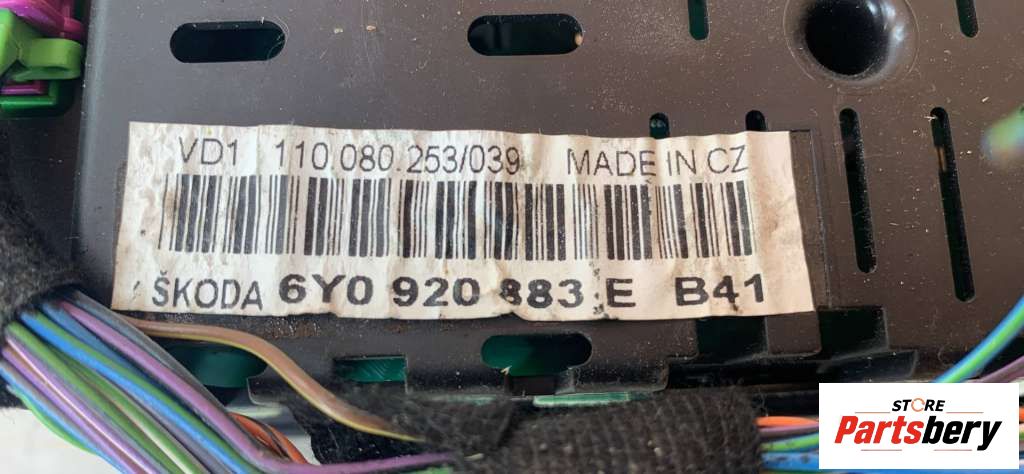 VD1 110.080.253/039 MADE IN CZ
ŠKODA 6Y0 920 883 E B41
STORE
Partsbery